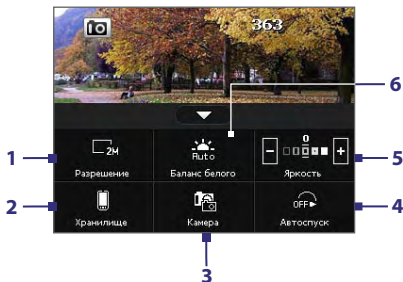 363
6
2M
Auto
0
1
Разрешение
Баланс белого
- +
Яркость
5
2
OFF
4
Хранилище
Камера
Автоспуск
3